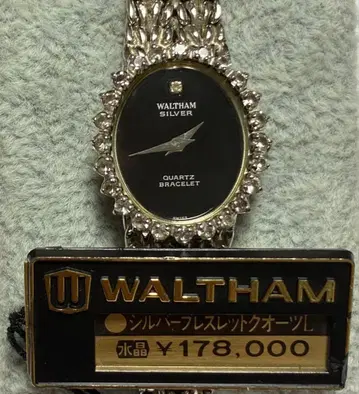 WALTHAM
SILVER
QUARTZ
BRACELET
SWISS
WALTHAM
シルバーブレスレットクオーツL
水晶 ¥178,000